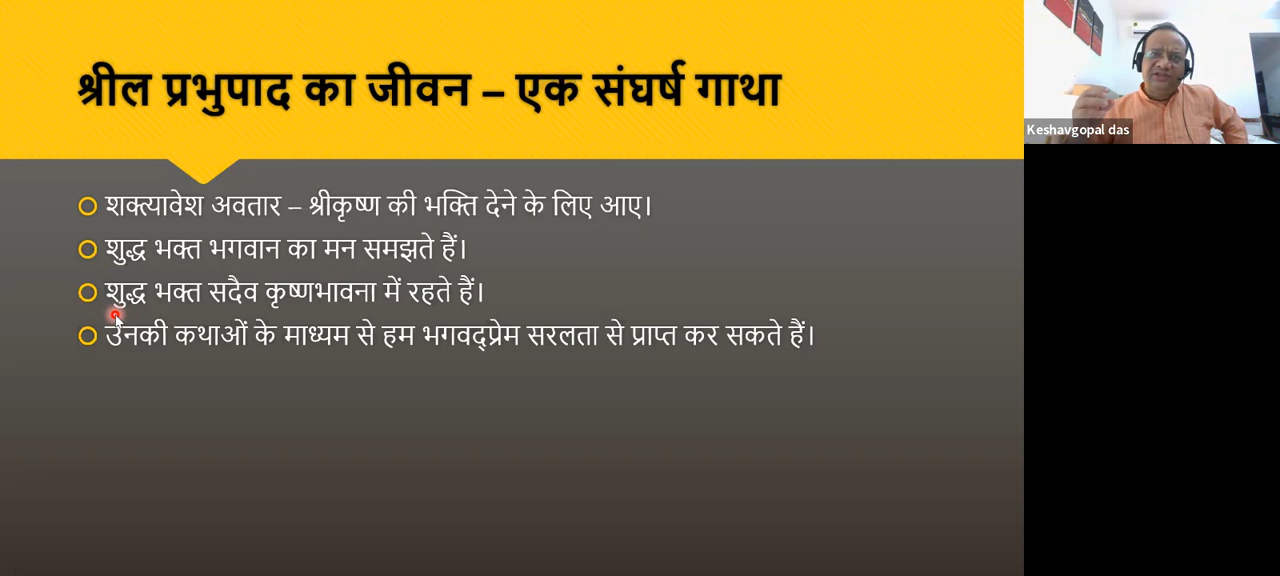 श्रील प्रभुपाद का जीवन – एक संघर्ष गाथा
शक्त्यावेश अवतार – श्रीकृष्ण की भक्ति देने के लिए आए।
शुद्ध भक्त भगवान का मन समझते हैं।
शुद्ध भक्त सदैव कृष्णभावना में रहते हैं।
उनकी कथाओं के माध्यम से हम भगवद्प्रेम सरलता से प्राप्त कर सकते हैं।
Keshavgopal das